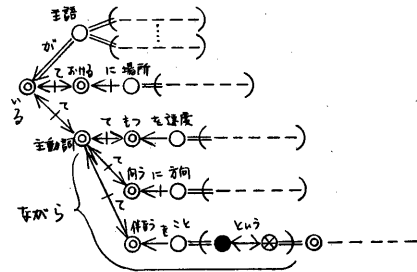 主語
が
て おける に 場所
いる
て
主動詞
て もつ を 速度
て
向う に 方向
て
ながら
伴なう を こと
という